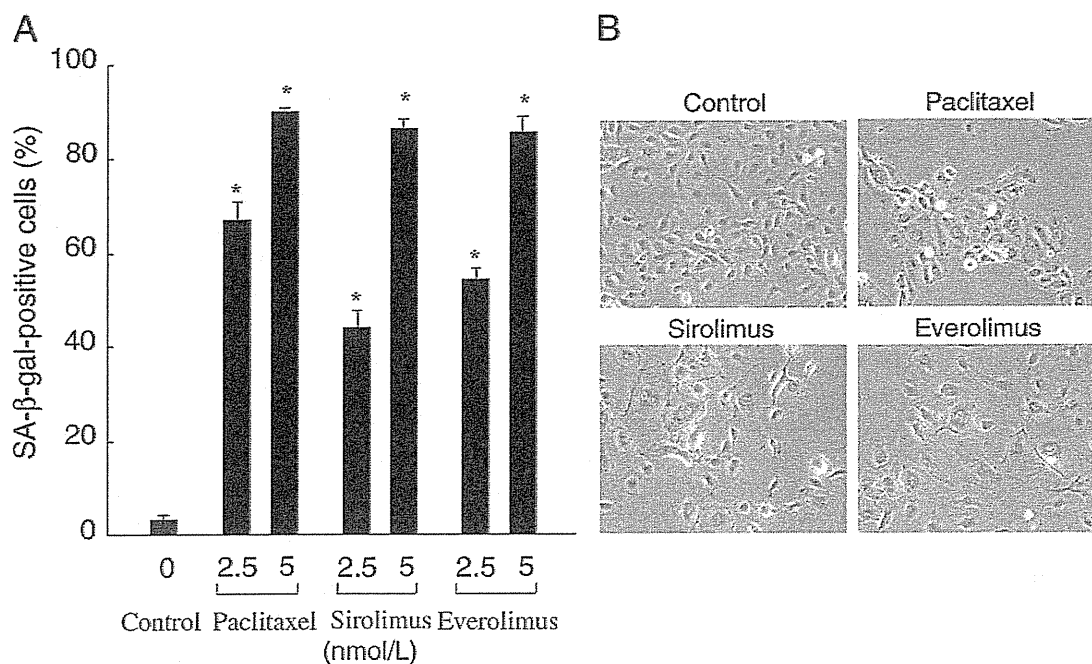 A
SA-β-gal-positive cells (%)
100
80
60
40
20
0
*
*
*
*
*
*
0 2.5 5 2.5 5 2.5 5
Control Paclitaxel Sirolimus Everolimus
(nmol/L)
B
Control Paclitaxel
Sirolimus Everolimus